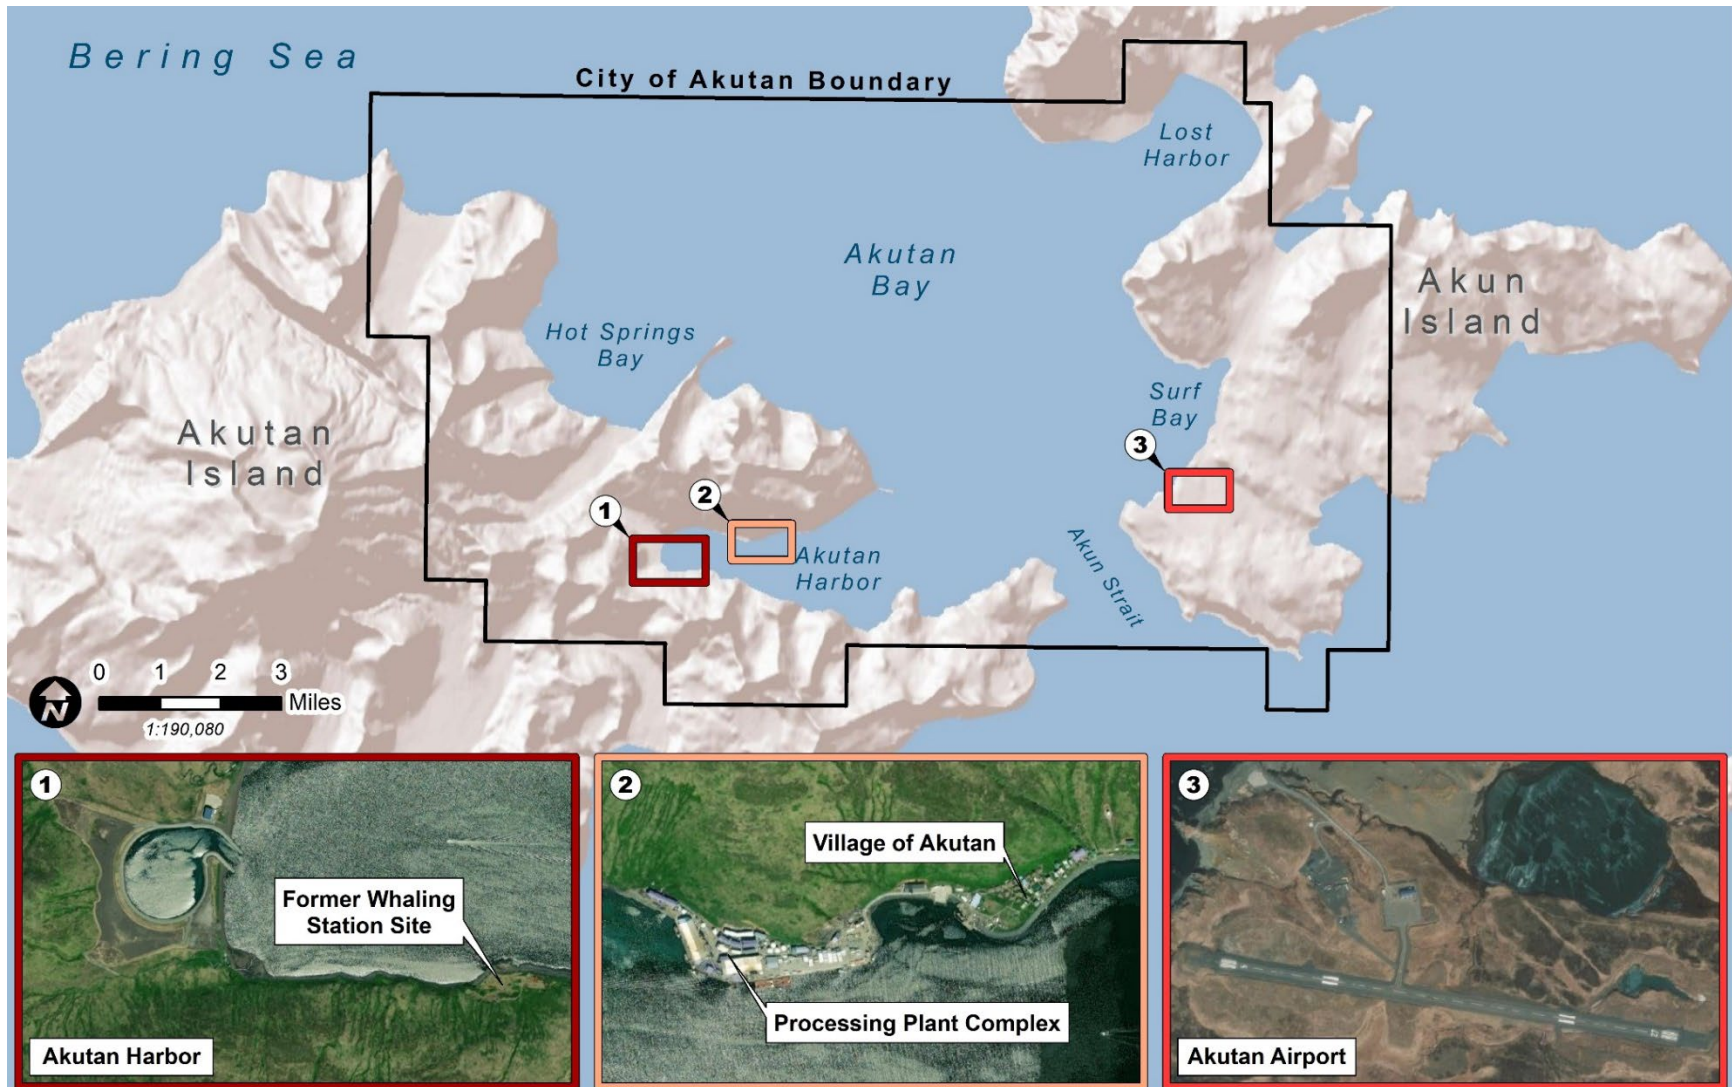 Bering Sea
City of Akutan Boundary
Lost
Harbor
Akutan
Bay
Akun
Island
Hot Springs
Bay
Surf
Bay
Akutan
Island
3
2
1
Akutan
Harbor
Akun Strait
0 1 2 3
Miles
N
1:190,080
1
Former Whaling
Station Site
Akutan Harbor
2
Village of Akutan
Processing Plant Complex
3
Akutan Airport